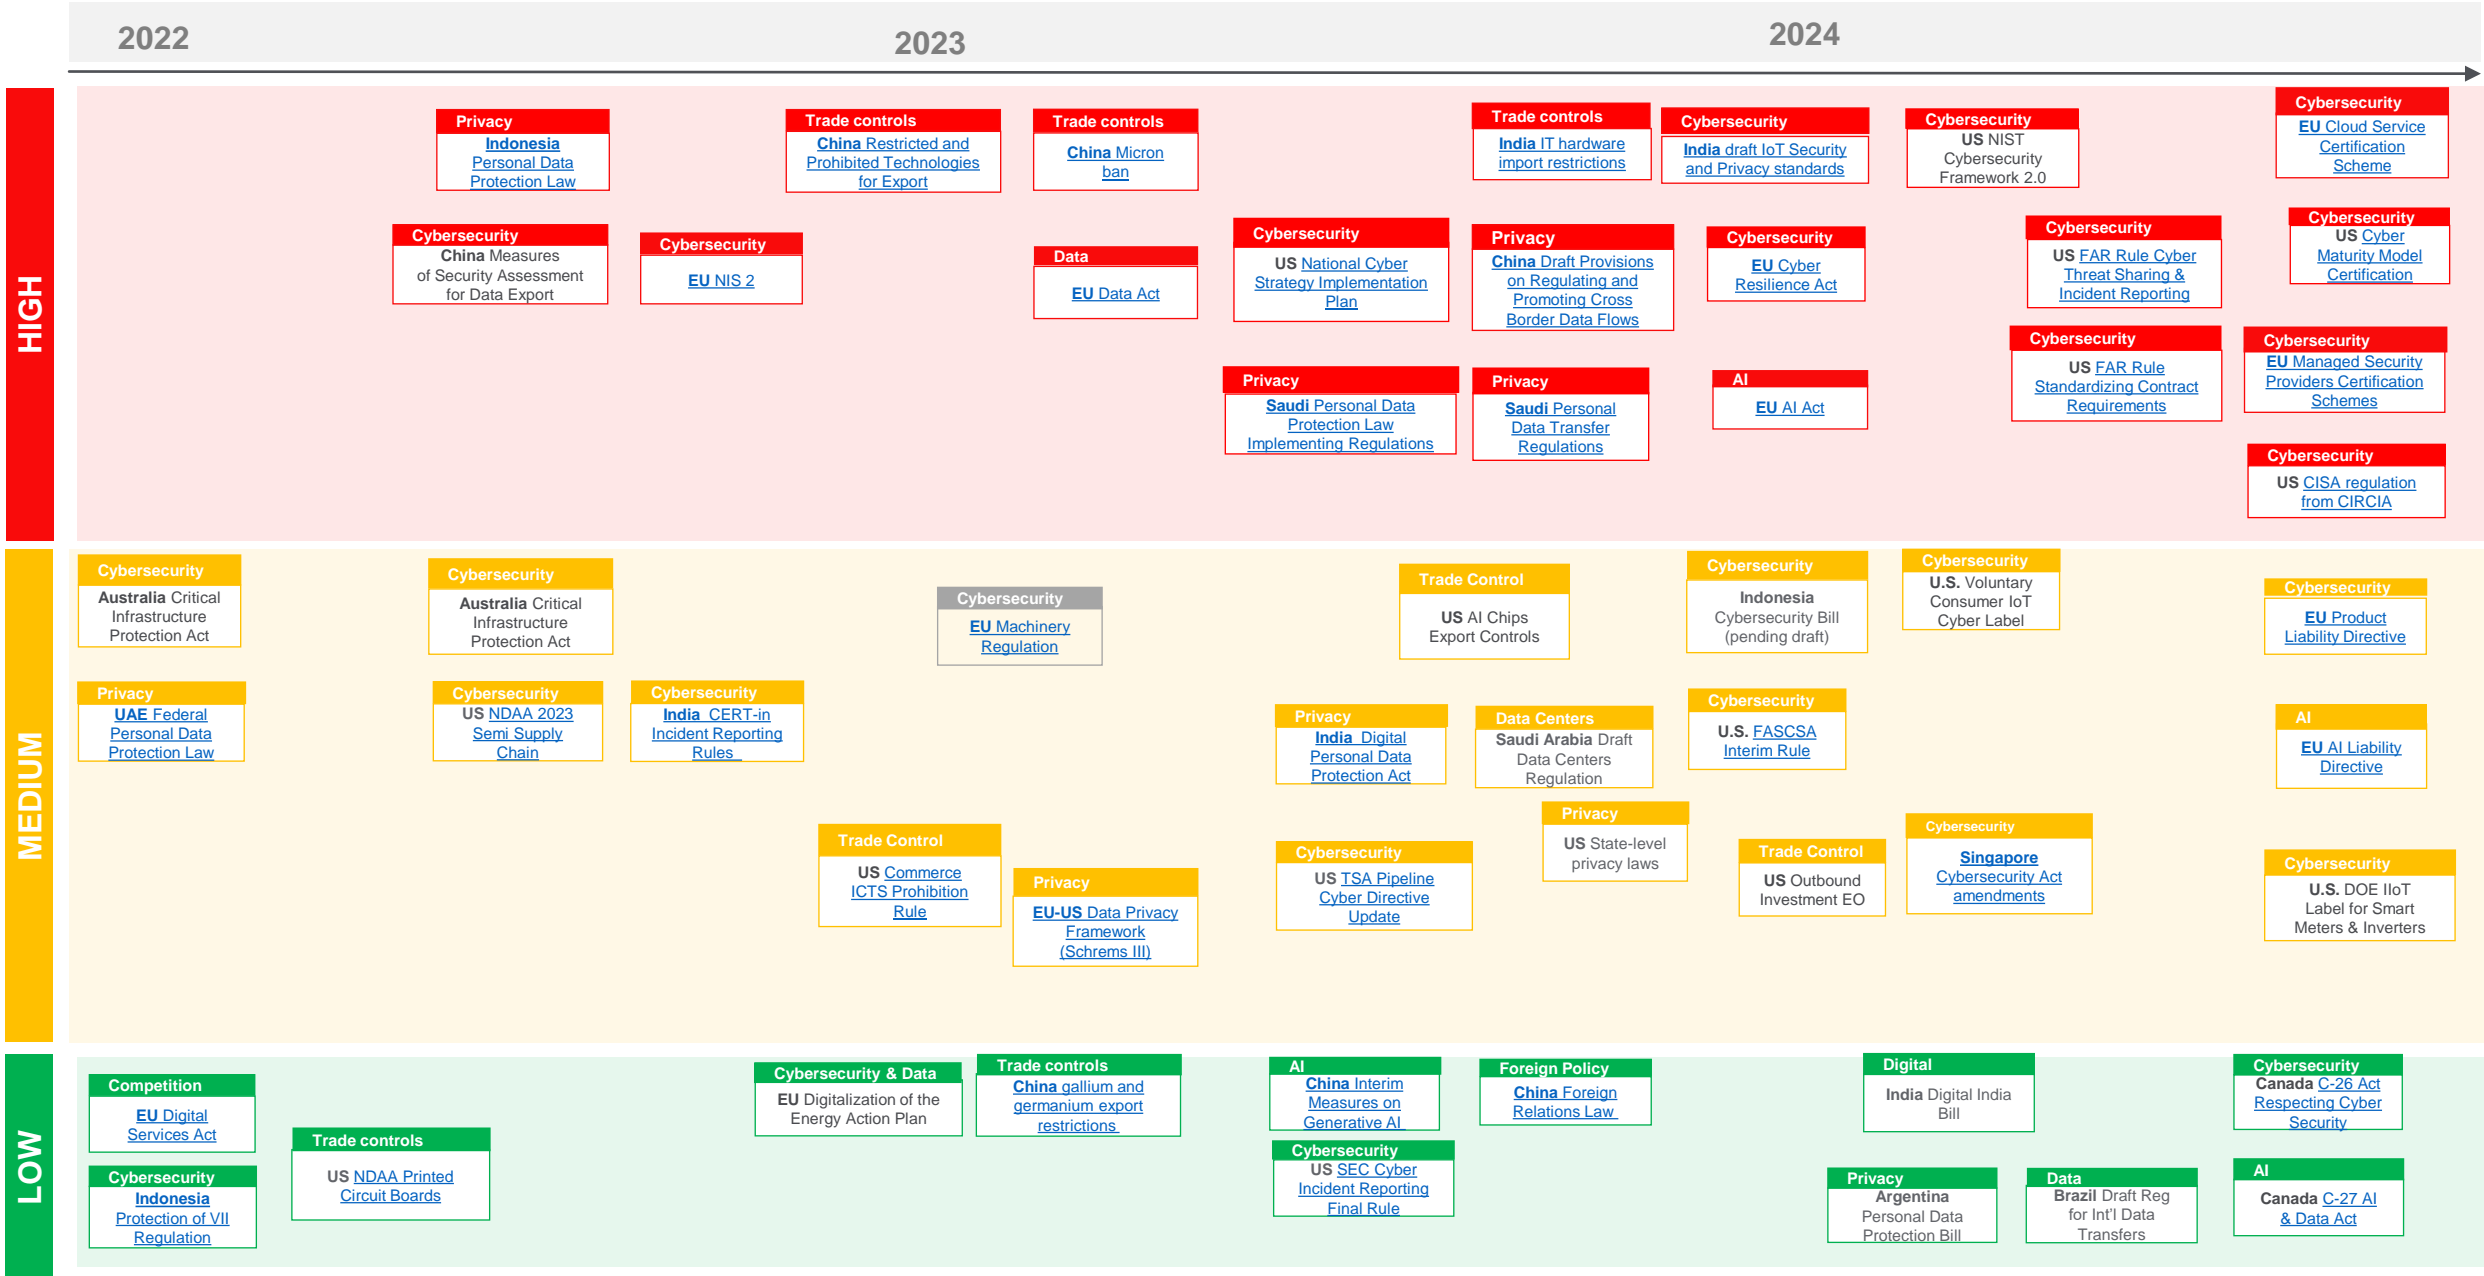 2022
2023
2024
HIGH
Privacy
Indonesia
Personal Data
Protection Law
Trade controls
China Restricted and
Prohibited Technologies
for Export
Trade controls
China Micron
ban
Trade controls
India IT hardware
import restrictions
Cybersecurity
India draft IoT Security
and Privacy standards
Cybersecurity
US NIST
Cybersecurity
Framework 2.0
Cybersecurity
EU Cloud Service
Certification
Scheme
Cybersecurity
China Measures
of Security Assessment
for Data Export
Cybersecurity
EU NIS 2
Data
EU Data Act
Cybersecurity
US National Cyber
Strategy Implementation
Plan
Privacy
China Draft Provisions
on Regulating and
Promoting Cross
Border Data Flows
Cybersecurity
EU Cyber
Resilience Act
Cybersecurity
US FAR Rule Cyber
Threat Sharing &
Incident Reporting
Cybersecurity
US Cyber
Maturity Model
Certification
Privacy
Saudi Personal Data
Protection Law
Implementing Regulations
Privacy
Saudi Personal
Data Transfer
Regulations
AI
EU AI Act
Cybersecurity
US FAR Rule
Standardizing Contract
Requirements
Cybersecurity
EU Managed Security
Providers Certification
Schemes
Cybersecurity
US CISA regulation
from CIRCIA
MEDIUM
Cybersecurity
Australia Critical
Infrastructure
Protection Act
Cybersecurity
Australia Critical
Infrastructure
Protection Act
Cybersecurity
EU Machinery
Regulation
Trade Control
US AI Chips
Export Controls
Cybersecurity
Indonesia
Cybersecurity Bill
(pending draft)
Cybersecurity
U.S. Voluntary
Consumer IoT
Cyber Label
Cybersecurity
EU Product
Liability Directive
Privacy
UAE Federal
Personal Data
Protection Law
Cybersecurity
US NDAA 2023
Semi Supply
Chain
Cybersecurity
India CERT-in
Incident Reporting
Rules
Privacy
India Digital
Personal Data
Protection Act
Data Centers
Saudi Arabia Draft
Data Centers
Regulation
Cybersecurity
U.S. FASCSA
Interim Rule
AI
EU AI Liability
Directive
Trade Control
US Commerce
ICTS Prohibition
Rule
Privacy
EU-US Data Privacy
Framework
(Schrems III)
Cybersecurity
US TSA Pipeline
Cyber Directive
Update
Privacy
US State-level
privacy laws
Trade Control
US Outbound
Investment EO
Cybersecurity
Singapore
Cybersecurity Act
amendments
Cybersecurity
U.S. DOE IIoT
Label for Smart
Meters & Inverters
LOW
Competition
EU Digital
Services Act
Cybersecurity
Indonesia
Protection of VII
Regulation
Trade controls
US NDAA Printed
Circuit Boards
Cybersecurity & Data
EU Digitalization of the
Energy Action Plan
Trade controls
China gallium and
germanium export
restrictions
AI
China Interim
Measures on
Generative AI
Cybersecurity
US SEC Cyber
Incident Reporting
Final Rule
Foreign Policy
China Foreign
Relations Law
Digital
India Digital India
Bill
Privacy
Argentina
Personal Data
Protection Bill
Data
Brazil Draft Reg
for Int'l Data
Transfers
Cybersecurity
Canada C-26 Act
Respecting Cyber
Security
AI
Canada C-27 AI
& Data Act